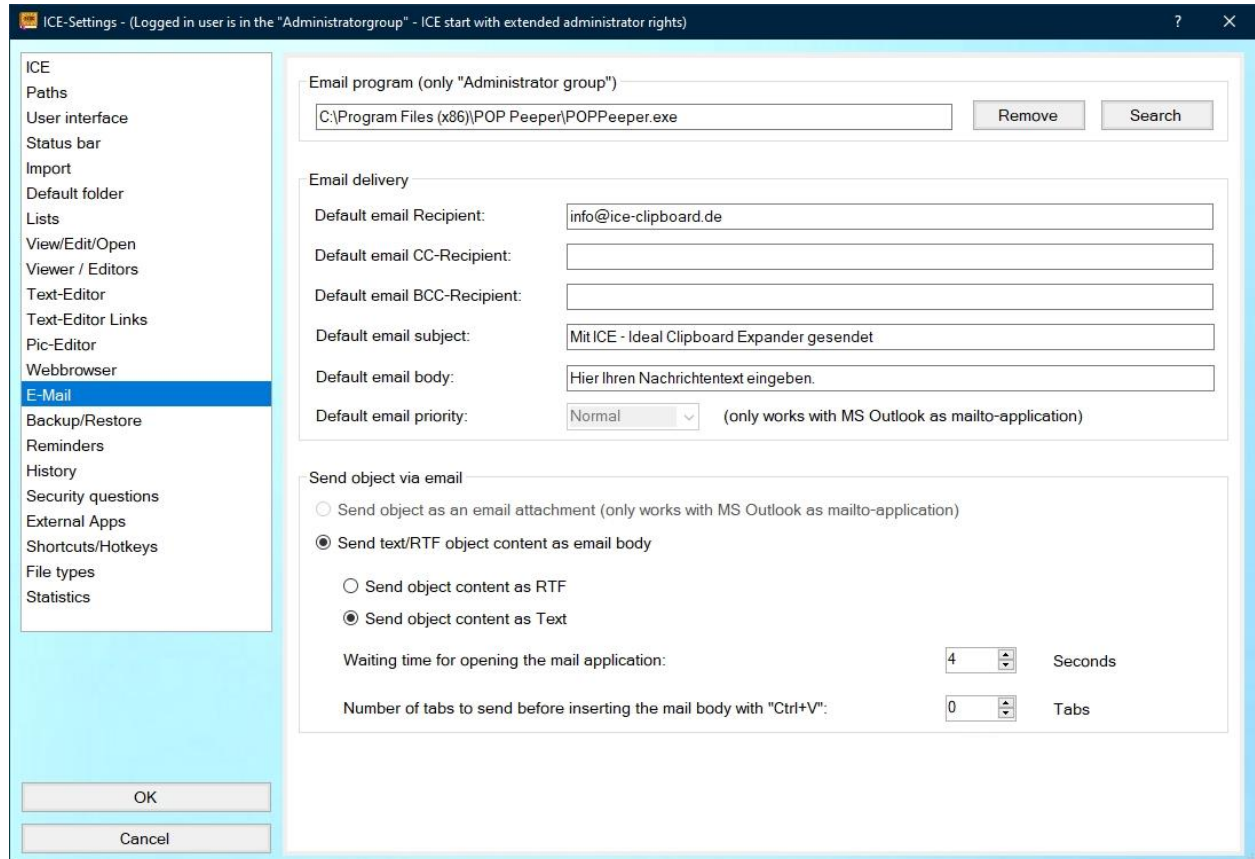 ICE-Settings - (Logged in user is in the "Administratorgroup" - ICE start with extended administrator rights)
?
ICE
Paths
User interface
Status bar
Import
Default folder
Lists
View/Edit/Open
Viewer / Editors
Text-Editor
Text-Editor Links
Pic-Editor
Webbrowser
E-Mail
Backup/Restore
Reminders
History
Security questions
External Apps
Shortcuts/Hotkeys
File types
Statistics
OK
Cancel
Email program (only "Administrator group")
C:\Program Files (x86)\POP Peeper\POPPeeper.exe
Remove
Search
Email delivery
Default email Recipient: info@ice-clipboard.de
Default email CC-Recipient:
Default email BCC-Recipient:
Default email subject: Mit ICE - Ideal Clipboard Expander gesendet
Default email body: Hier Ihren Nachrichtentext eingeben.
Default email priority: Normal (only works with MS Outlook as mailto-application)
Send object via email
Send object as an email attachment (only works with MS Outlook as mailto-application)
Send text/RTF object content as email body
Send object content as RTF
Send object content as Text
Waiting time for opening the mail application: 4 Seconds
Number of tabs to send before inserting the mail body with "Ctrl+V": 0 Tabs